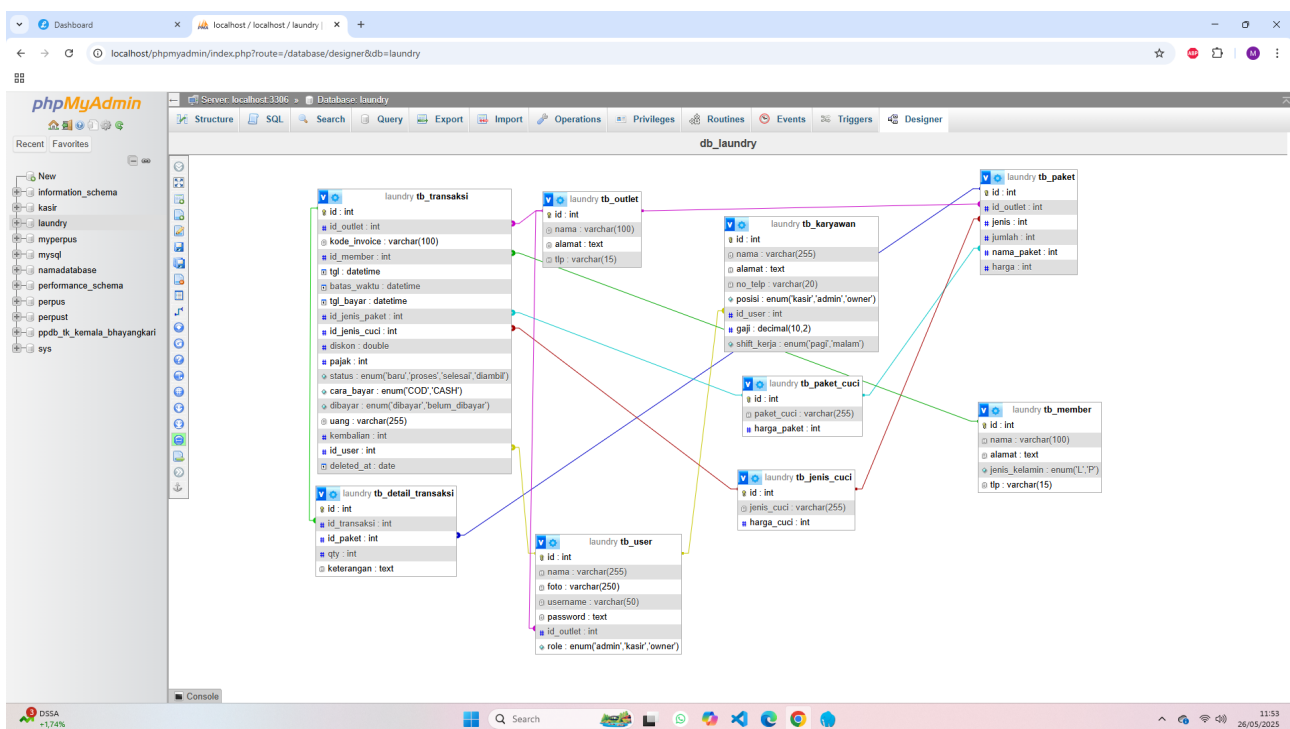 Dashboard
localhost / localhost / laundry |
localhost/phpmyadmin/index.php?route=/database/designer&db=laundry
ABP
M
phpMyAdmin
Recent Favorites
New
information_schema
kasir
laundry
myperpus
mysql
namadatabase
performance_schema
perpus
perpust
ppdb_tk_kemala_bhayangkari
sys
Server: localhost:3306 » Database: laundry
Structure SQL Search Query Export Import Operations Privileges Routines Events Triggers Designer
db_laundry
laundry tb_transaksi
id : int
id_outlet : int
kode_invoice : varchar(100)
id_member : int
tgl : datetime
batas_waktu : datetime
tgl_bayar : datetime
id_jenis_paket : int
id_jenis_cuci : int
diskon : double
pajak : int
status : enum('baru','proses','selesai','diambil')
cara_bayar : enum('COD','CASH')
dibayar : enum('dibayar','belum_dibayar')
uang : varchar(255)
kembalian : int
id_user : int
deleted_at : date
laundry tb_outlet
id : int
nama : varchar(100)
alamat : text
tlp : varchar(15)
laundry tb_karyawan
id : int
nama : varchar(255)
alamat : text
no_telp : varchar(20)
posisi : enum('kasir','admin','owner')
id_user : int
gaji : decimal(10,2)
shift_kerja : enum('pagi','malam')
laundry tb_paket
id : int
id_outlet : int
jenis : int
jumlah : int
nama_paket : int
harga : int
laundry tb_paket_cuci
id : int
paket_cuci : varchar(255)
harga_paket : int
laundry tb_member
id : int
nama : varchar(100)
alamat : text
jenis_kelamin : enum('L','P')
tlp : varchar(15)
laundry tb_jenis_cuci
id : int
jenis_cuci : varchar(255)
harga_cuci : int
laundry tb_detail_transaksi
id : int
id_transaksi : int
id_paket : int
qty : int
keterangan : text
laundry tb_user
id : int
nama : varchar(255)
foto : varchar(250)
username : varchar(50)
password : text
id_outlet : int
role : enum('admin','kasir','owner')
Console
3
DSSA
+1,74%
Search
11:53
26/05/2025